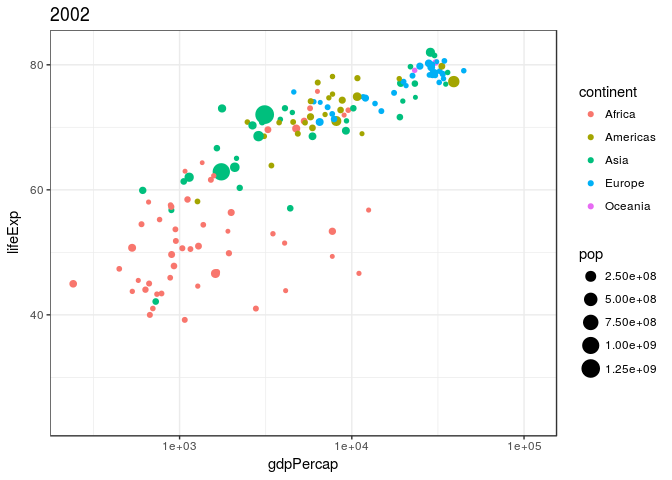 2002
lifeExp
80
60
40
1e+03
1e+04
1e+05
gdpPercap
continent
Africa
Americas
Asia
Europe
Oceania
pop
2.50e+08
5.00e+08
7.50e+08
1.00e+09
1.25e+09